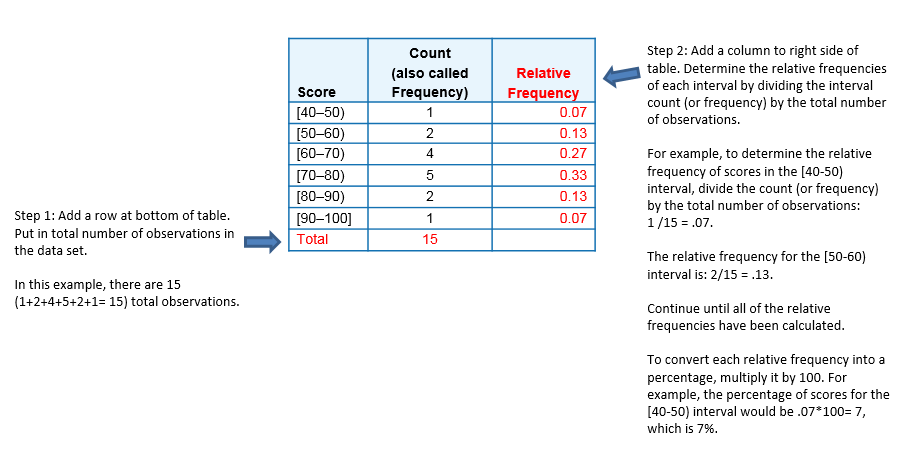 Count
(also called
Frequency)
Relative
Frequency
Score
[40–50) 1 0.07
[50–60) 2 0.13
[60–70) 4 0.27
[70–80) 5 0.33
[80–90) 2 0.13
[90–100] 1 0.07
Total 15
Step 1: Add a row at bottom of table.
Put in total number of observations in
the data set.
In this example, there are 15
(1+2+4+5+2+1= 15) total observations.
Step 2: Add a column to right side of
table. Determine the relative frequencies
of each interval by dividing the interval
count (or frequency) by the total number
of observations.
For example, to determine the relative
frequency of scores in the [40-50)
interval, divide the count (or frequency)
by the total number of observations:
1 /15 = .07.
The relative frequency for the [50-60)
interval is: 2/15 = .13.
Continue until all of the relative
frequencies have been calculated.
To convert each relative frequency into a
percentage, multiply it by 100. For
example, the percentage of scores for the
[40-50) interval would be .07*100= 7,
which is 7%.